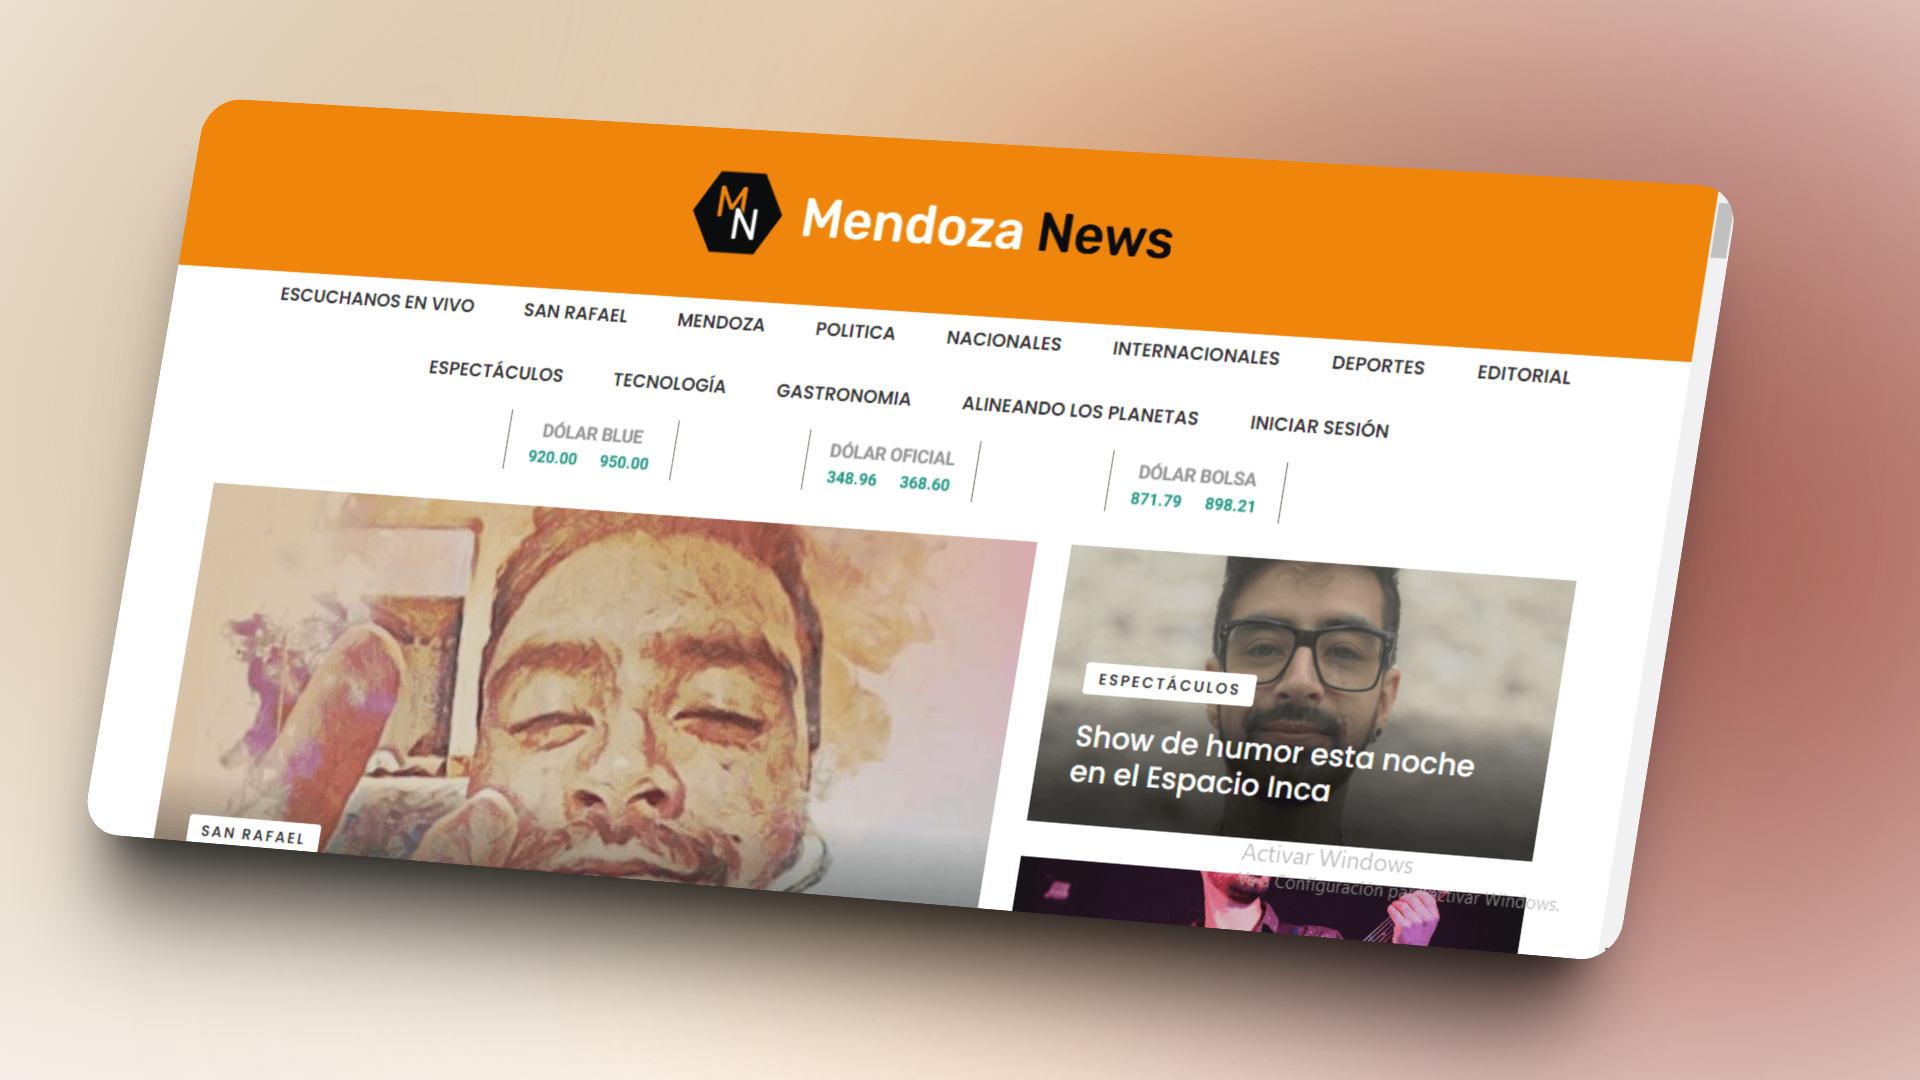 MN
Mendoza News
ESCUCHANOS EN VIVO SAN RAFAEL MENDOZA POLITICA NACIONALES INTERNACIONALES DEPORTES EDITORIAL
ESPECTÁCULOS TECNOLOGÍA GASTRONOMIA ALINEANDO LOS PLANETAS INICIAR SESIÓN
DÓLAR BLUE
920.00 950.00
DÓLAR OFICIAL
348.96 368.60
DÓLAR BOLSA
871.79 898.21
SAN RAFAEL
ESPECTÁCULOS
Show de humor esta noche
en el Espacio Inca
Activar Windows
Ve a Configuración para activar Windows.